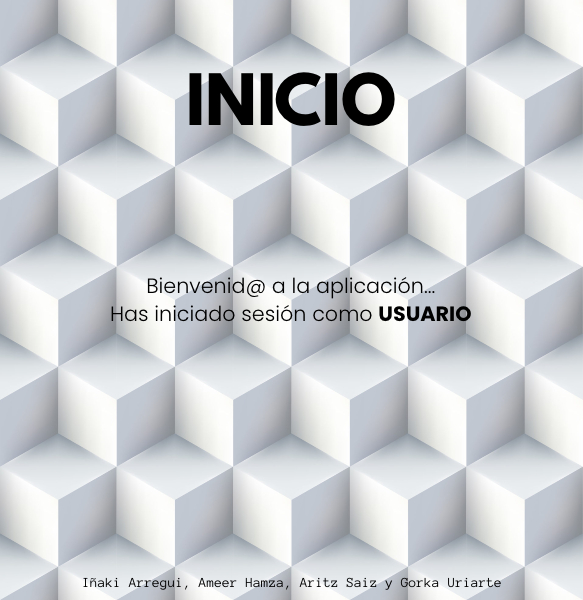 INICIO
Bienvenid@ a la aplicación...
Has iniciado sesión como USUARIO
Iñaki Arregui, Ameer Hamza, Aritz Saiz y Gorka Uriarte